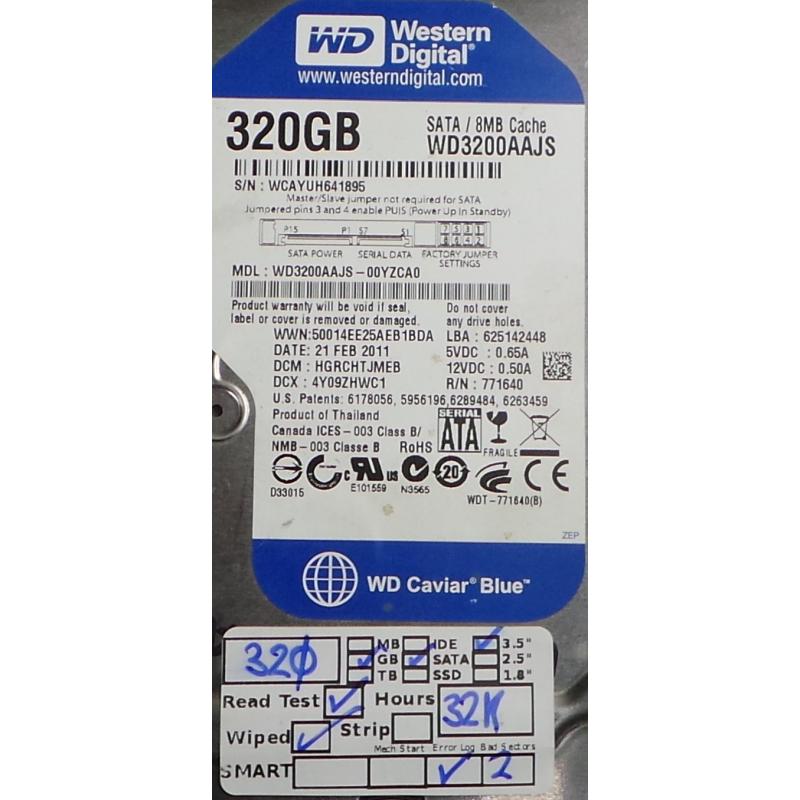 WD Western Digital®
www.westerndigital.com
320GB SATA / 8MB Cache
WD3200AAJS
S/N : WCAYUH641895
Master/Slave jumper not required for SATA
Jumpered pins 3 and 4 enable PUIS (Power Up In Standby)
P15 P1 S7 S1 7 5 3 1
8 6 4 2
SATA POWER SERIAL DATA FACTORY JUMPER SETTINGS
MDL : WD3200AAJS-00YZCA0
Product warranty will be void if seal,
label or cover is removed or damaged.
Do not cover
any drive holes.
WWN:50014EE25AEB1BDA LBA : 625142448
DATE: 21 FEB 2011 5VDC : 0.65A
DCM : HGRCHTJMEB 12VDC : 0.50A
DCX : 4Y09ZHWC1 R/N : 771640
U.S. Patents: 6178056, 5956196,6289484, 6263459
Product of Thailand
Canada ICES-003 Class B/
NMB-003 Classe B RoHS
SERIAL ATA
FRAGILE
c UR us 20 CE
D33015 E101559 N3565 WDT-771640(B)
ZEP
WD Caviar® Blue™
320 MB IDE 3.5"
GB SATA 2.5"
TB SSD 1.8"
Read Test Hours 32K
Wiped Strip
Mech Start Error Log Bad Sectors
SMART 2